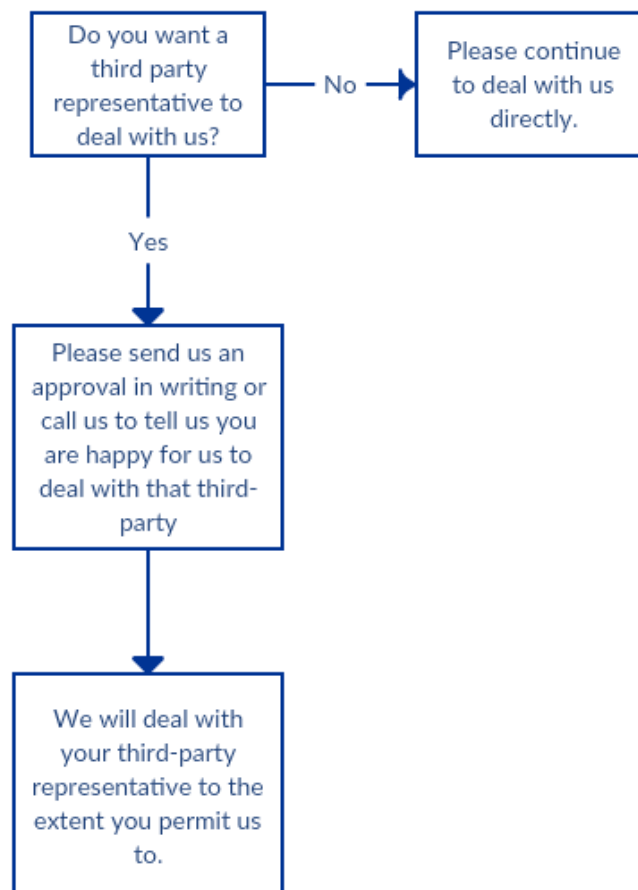 Do you want a
third party
representative to
deal with us?
No
Please continue
to deal with us
directly.
Yes
Please send us an
approval in writing or
call us to tell us you
are happy for us to
deal with that third-
party
We will deal with
your third-party
representative to the
extent you permit us
to.